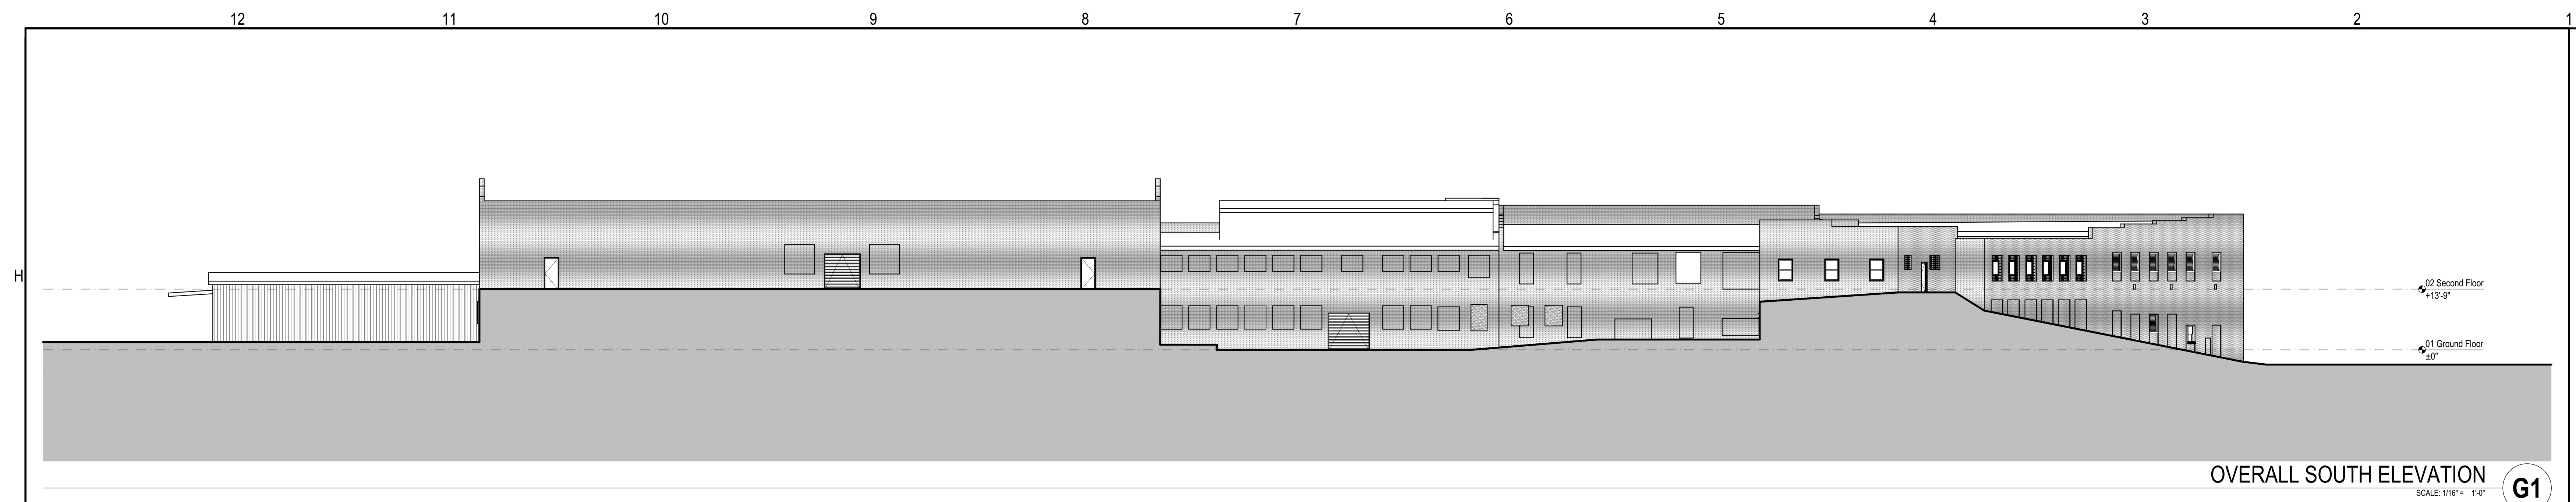 12 11 10 9 8 7 6 5 4 3 2 1
H
02 Second Floor
+13'-9"
01 Ground Floor
±0"
OVERALL SOUTH ELEVATION
SCALE: 1/16" = 1'-0"
G1